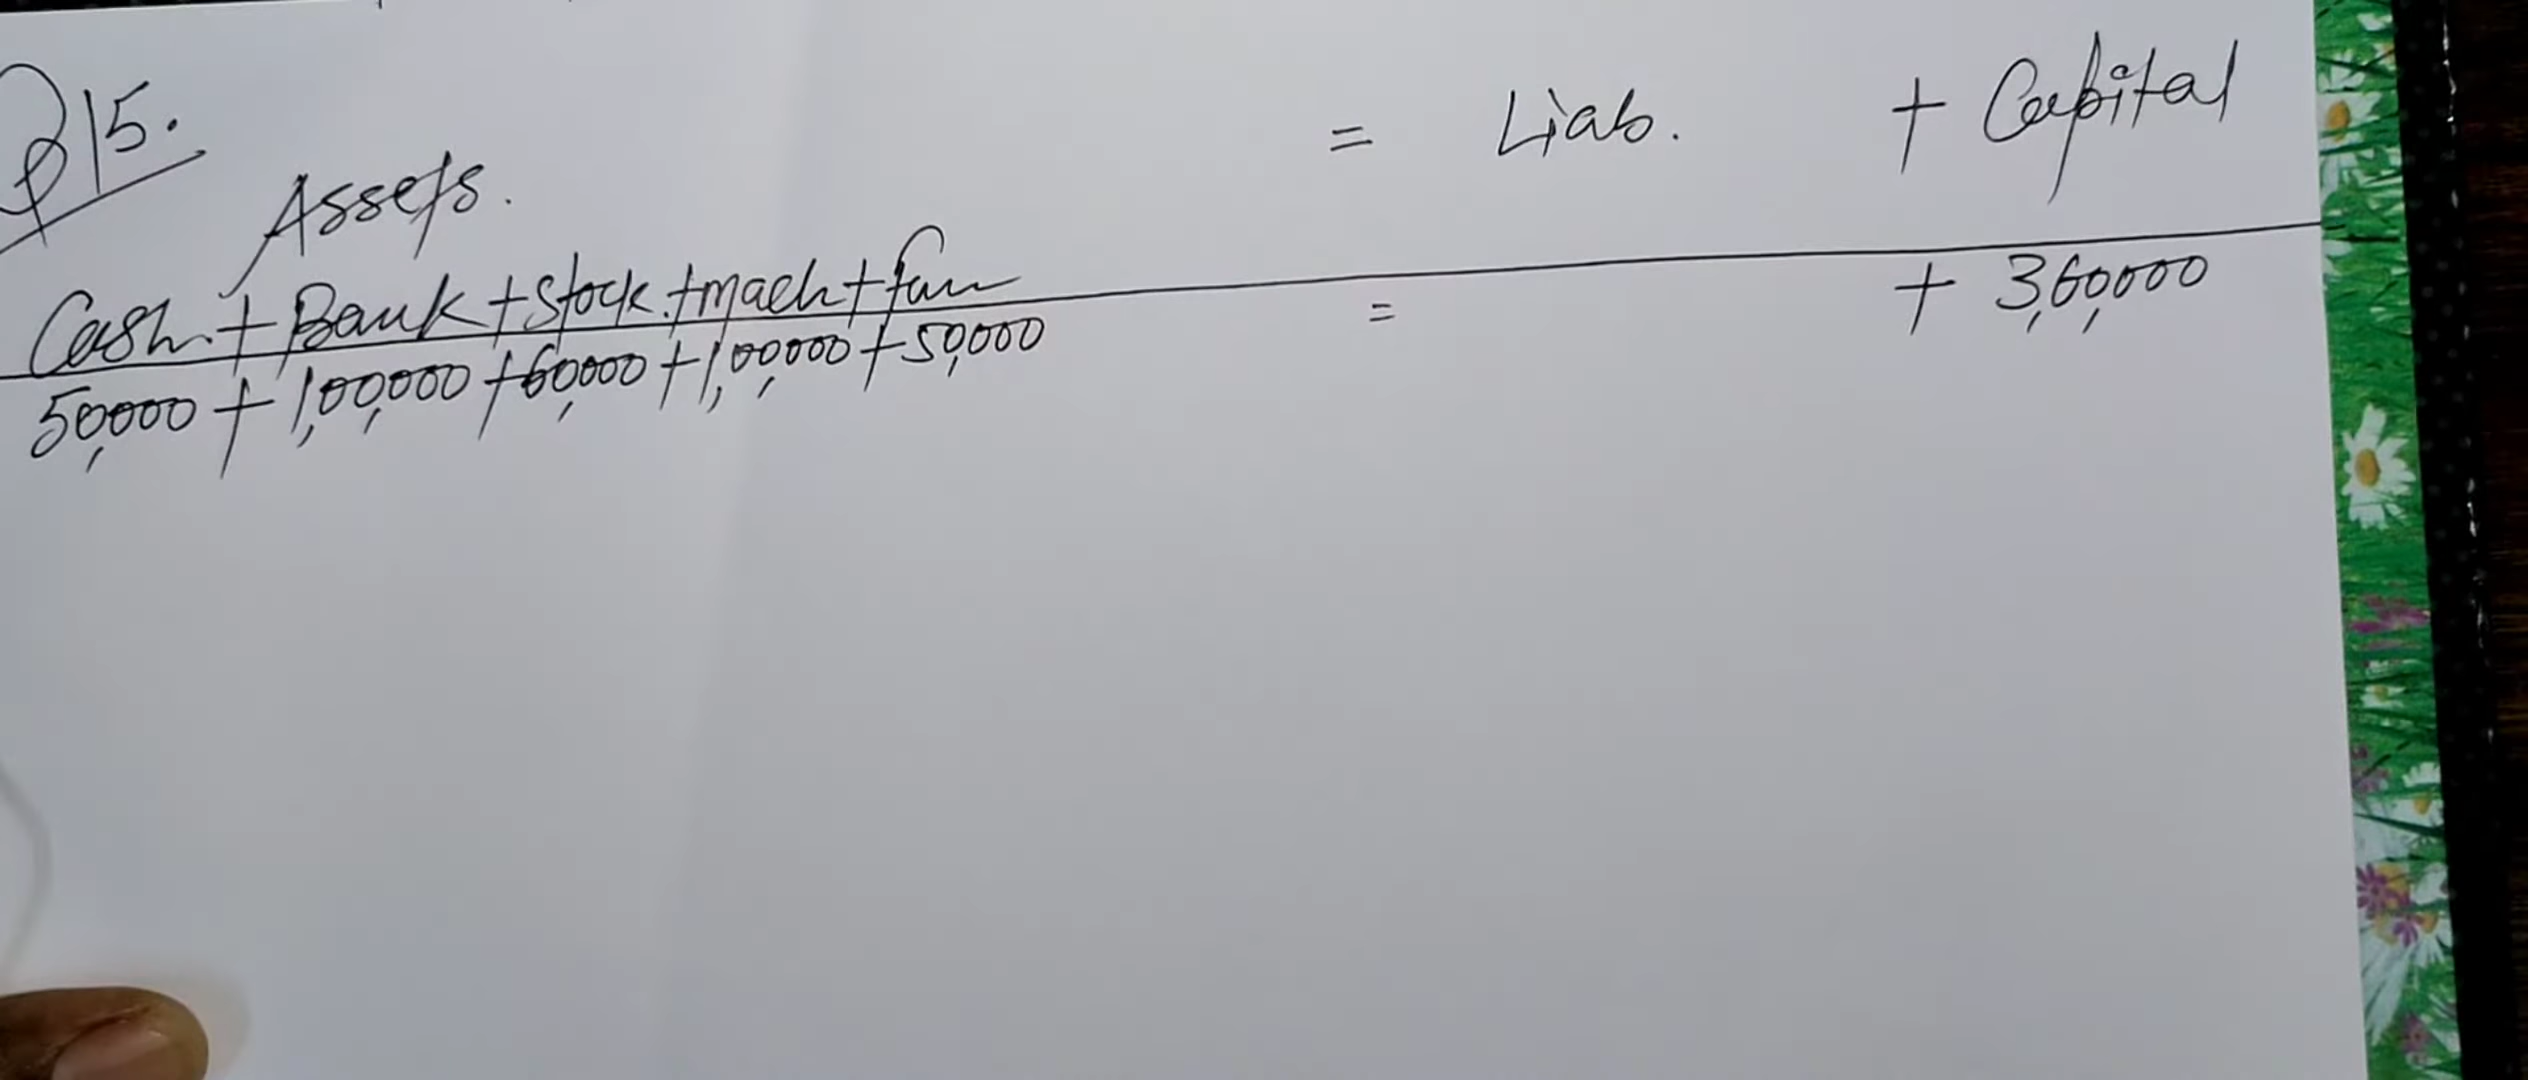 Q15.
Assets. = Liab. + Capital
Cash + Bank + Stock + mach + fur
50,000 + 1,00,000 + 60,000 + 1,00,000 + 50,000 = + 3,60,000